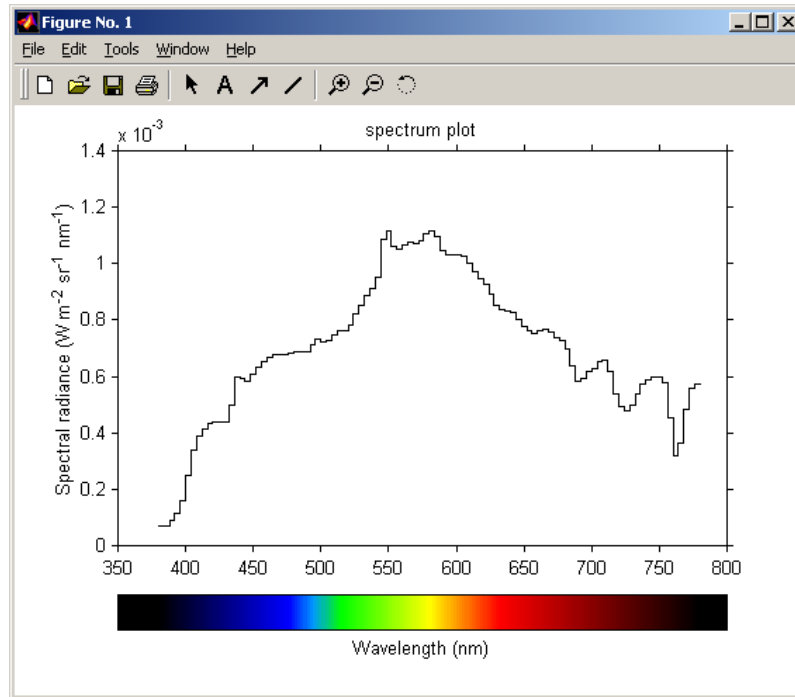 Figure No. 1
File Edit Tools Window Help
A
x 10-3
spectrum plot
1.4
1.2
1
0.8
0.6
0.4
0.2
0
Spectral radiance (W m-2 sr-1 nm-1)
350 400 450 500 550 600 650 700 750 800
Wavelength (nm)